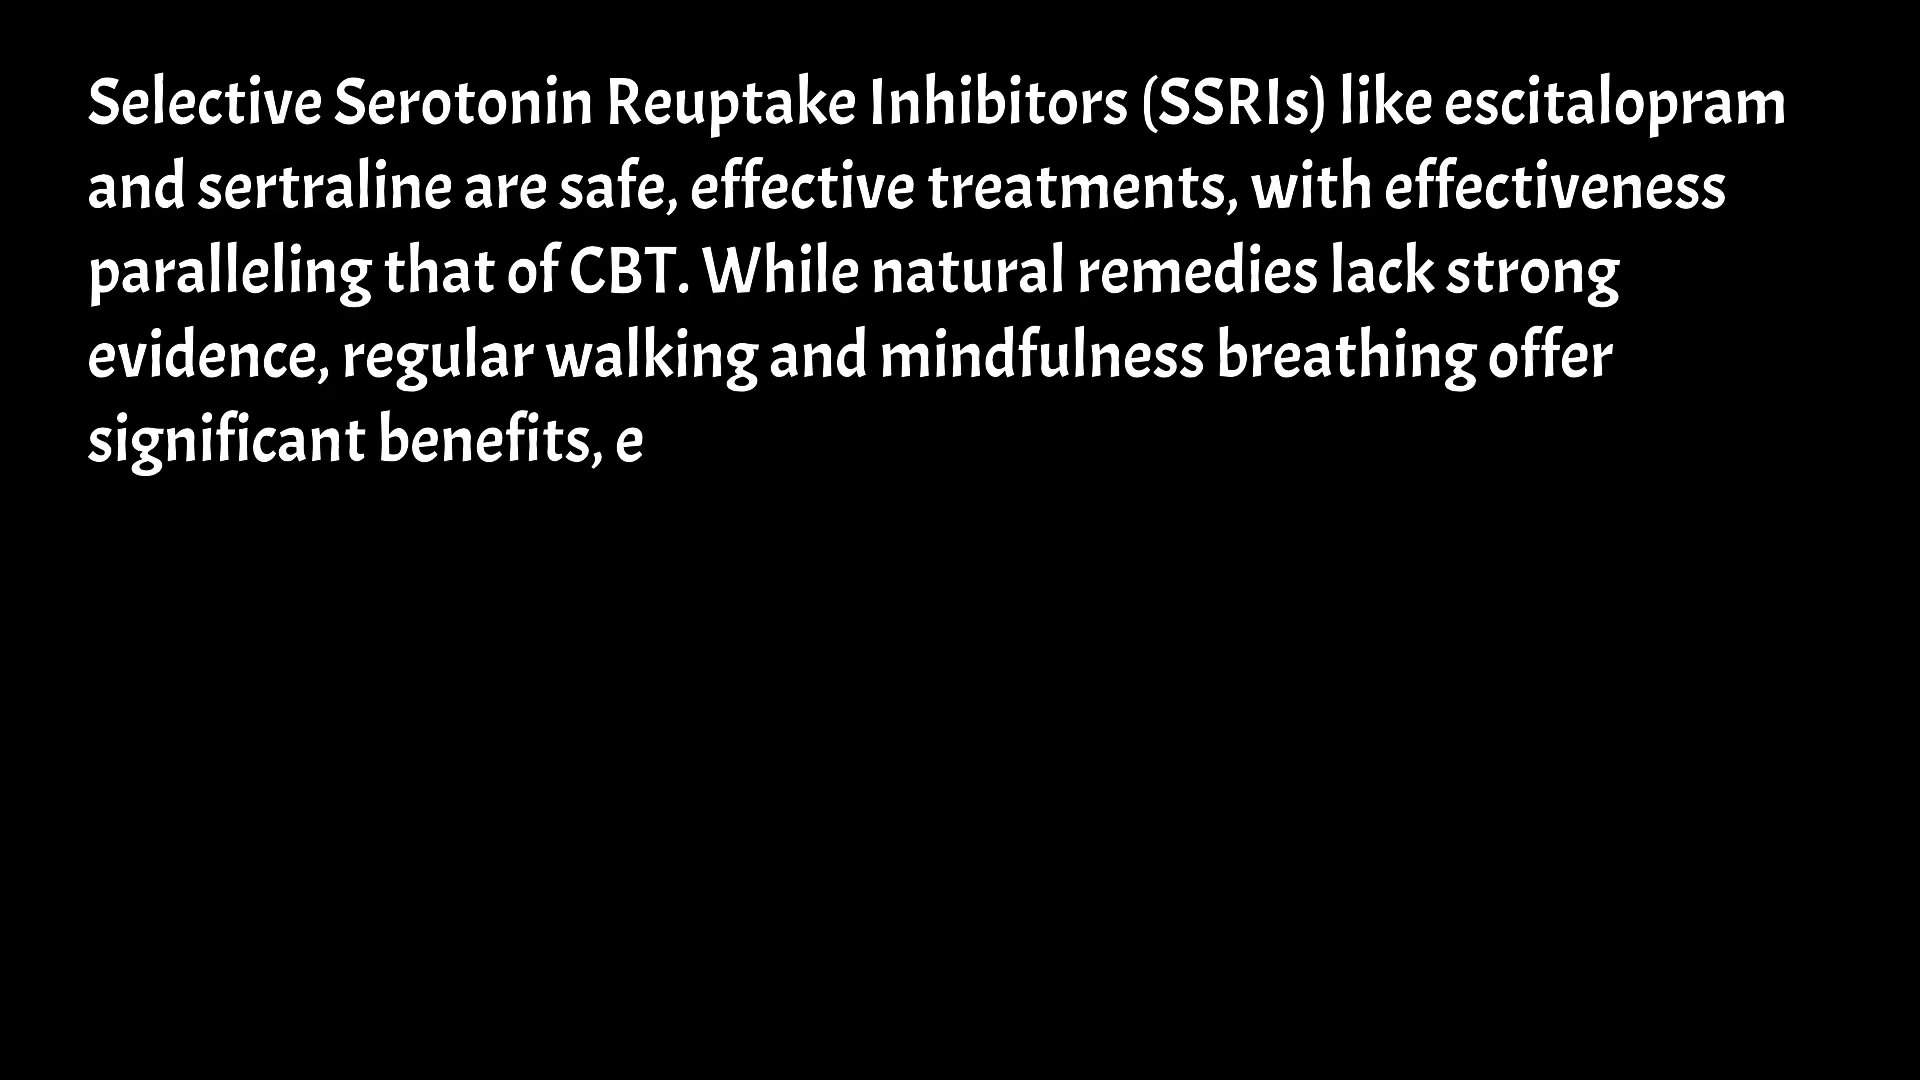 Selective Serotonin Reuptake Inhibitors (SSRIs) like escitalopram
and sertraline are safe, effective treatments, with effectiveness
paralleling that of CBT. While natural remedies lack strong
evidence, regular walking and mindfulness breathing offer
significant benefits, e